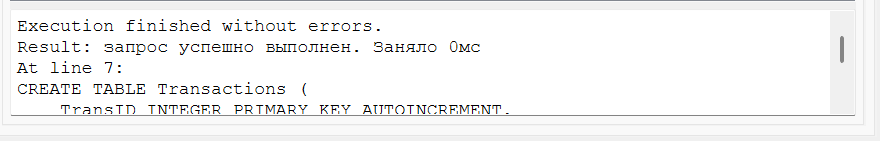 Execution finished without errors.
Result: запрос успешно выполнен. Заняло 0мс
At line 7:
CREATE TABLE Transactions (
    TransID INTEGER PRIMARY KEY AUTOINCREMENT,